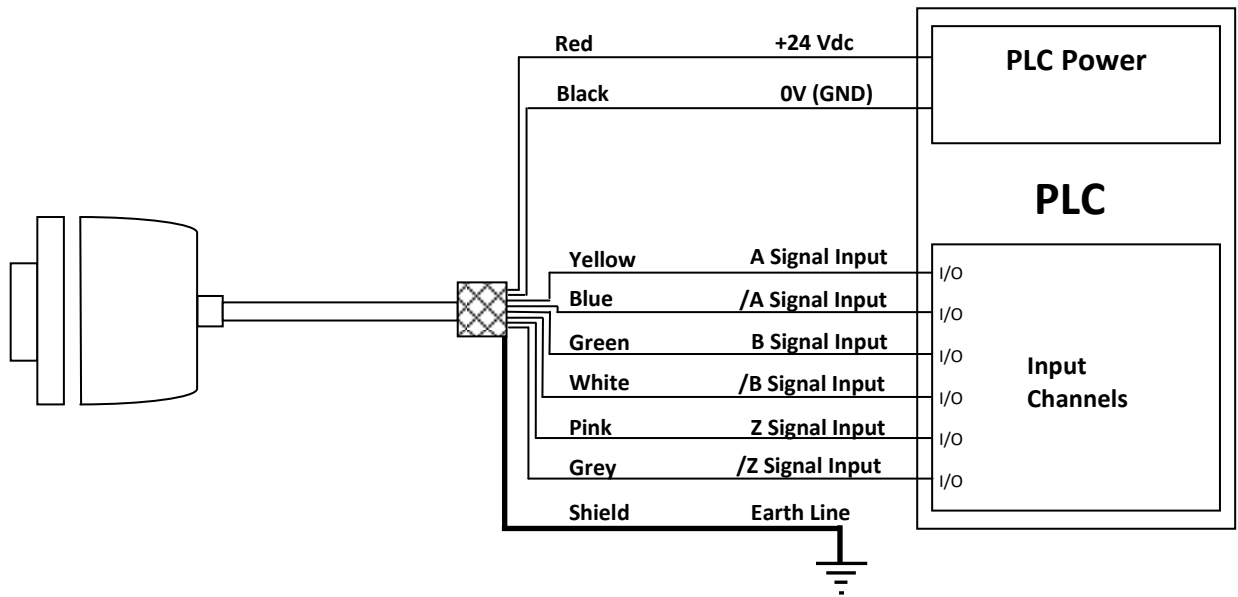 Red +24 Vdc
PLC Power
Black 0V (GND)
PLC
Yellow A Signal Input I/O
Blue /A Signal Input I/O
Green B Signal Input I/O
Input
Channels
White /B Signal Input I/O
Pink Z Signal Input I/O
Grey /Z Signal Input I/O
Shield Earth Line